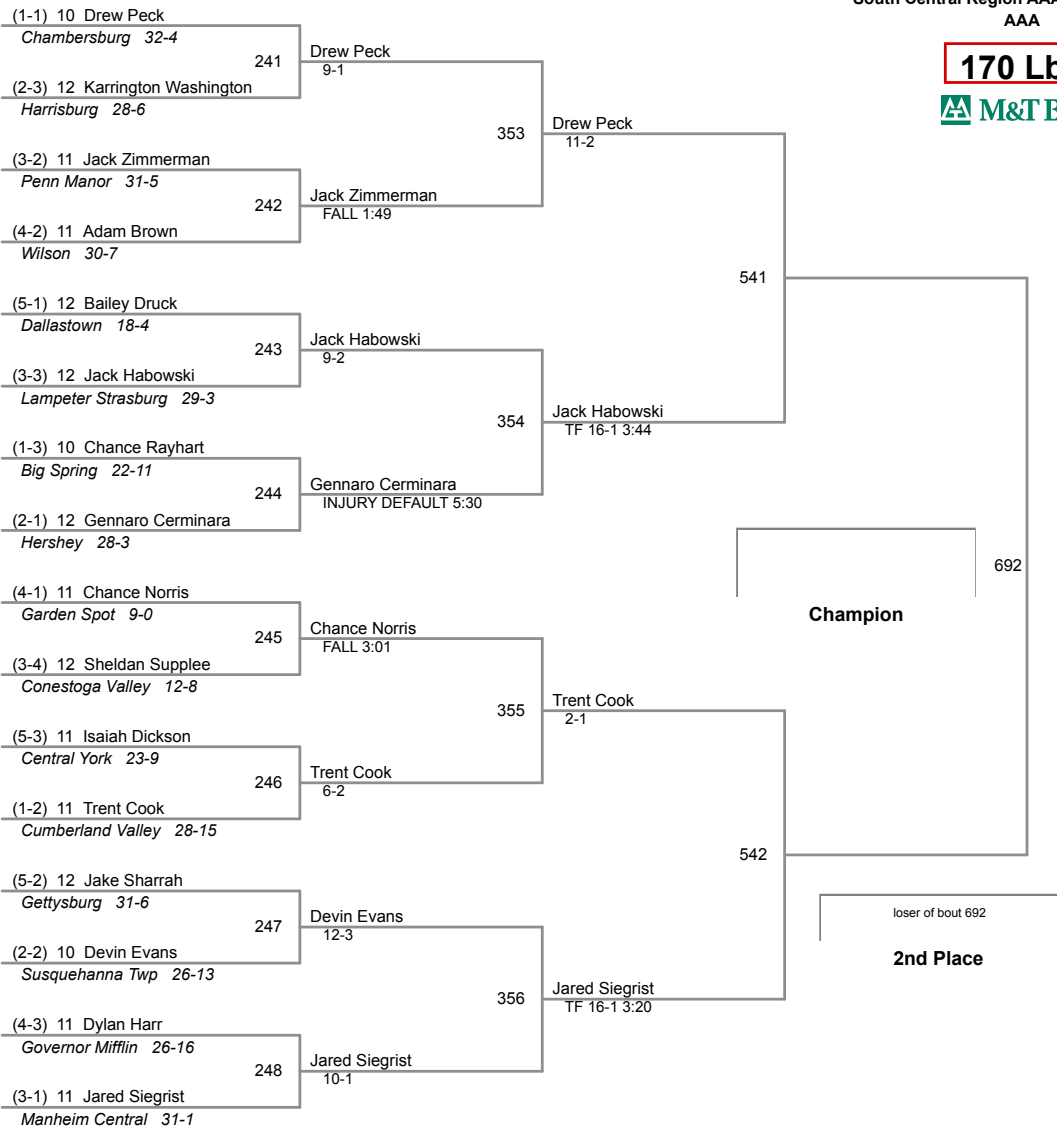 South Central Region AAA
AAA
170 Lb
M&T B
(1-1) 10 Drew Peck
Chambersburg 32-4
241
Drew Peck
9-1
(2-3) 12 Karrington Washington
Harrisburg 28-6
353
Drew Peck
11-2
(3-2) 11 Jack Zimmerman
Penn Manor 31-5
242
Jack Zimmerman
FALL 1:49
(4-2) 11 Adam Brown
Wilson 30-7
541
(5-1) 12 Bailey Druck
Dallastown 18-4
243
Jack Habowski
9-2
(3-3) 12 Jack Habowski
Lampeter Strasburg 29-3
354
Jack Habowski
TF 16-1 3:44
(1-3) 10 Chance Rayhart
Big Spring 22-11
244
Gennaro Cerminara
INJURY DEFAULT 5:30
(2-1) 12 Gennaro Cerminara
Hershey 28-3
692
Champion
(4-1) 11 Chance Norris
Garden Spot 9-0
245
Chance Norris
FALL 3:01
(3-4) 12 Sheldan Supplee
Conestoga Valley 12-8
355
Trent Cook
2-1
(5-3) 11 Isaiah Dickson
Central York 23-9
246
Trent Cook
6-2
(1-2) 11 Trent Cook
Cumberland Valley 28-15
542
(5-2) 12 Jake Sharrah
Gettysburg 31-6
247
Devin Evans
12-3
loser of bout 692
2nd Place
(2-2) 10 Devin Evans
Susquehanna Twp 26-13
356
Jared Siegrist
TF 16-1 3:20
(4-3) 11 Dylan Harr
Governor Mifflin 26-16
248
Jared Siegrist
10-1
(3-1) 11 Jared Siegrist
Manheim Central 31-1